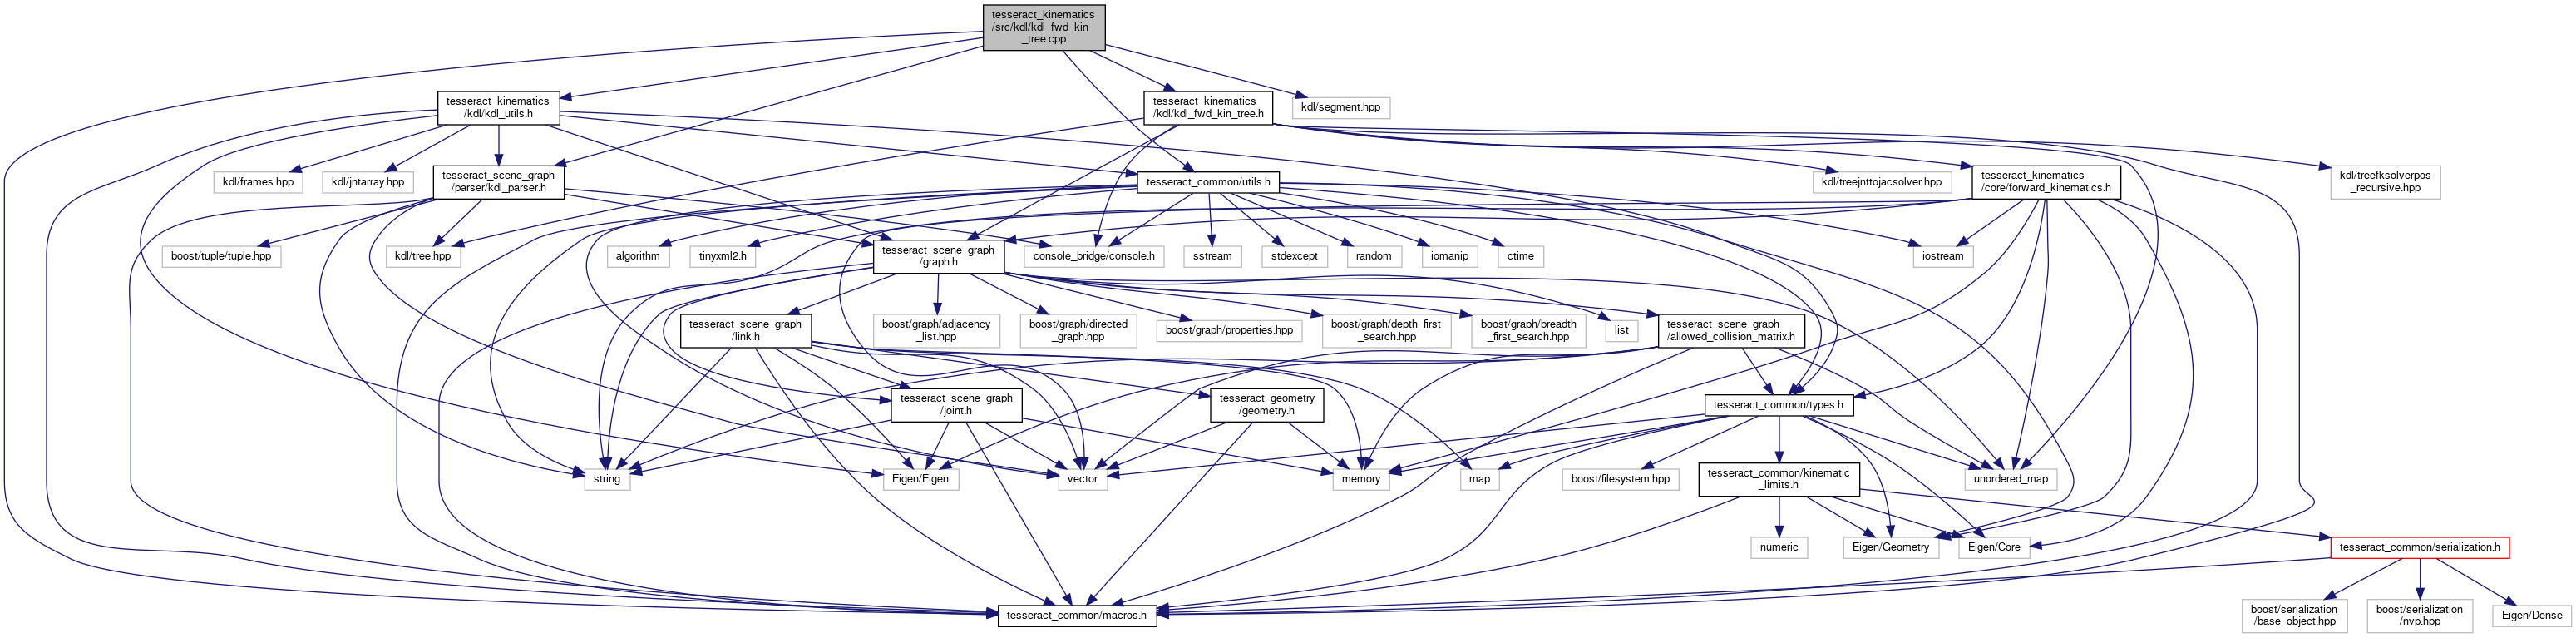 tesseract_kinematics
/src/kdl/kdl_fwd_kin
_tree.cpp
tesseract_kinematics
/kdl/kdl_utils.h
tesseract_kinematics
/kdl/kdl_fwd_kin_tree.h
kdl/segment.hpp
kdl/frames.hpp
kdl/jntarray.hpp
tesseract_scene_graph
/parser/kdl_parser.h
tesseract_common/utils.h
kdl/treejnttojacsolver.hpp
tesseract_kinematics
/core/forward_kinematics.h
kdl/treefksolverpos
_recursive.hpp
boost/tuple/tuple.hpp
kdl/tree.hpp
algorithm
tinyxml2.h
tesseract_scene_graph
/graph.h
console_bridge/console.h
sstream
stdexcept
random
iomanip
ctime
iostream
tesseract_scene_graph
/link.h
boost/graph/adjacency
_list.hpp
boost/graph/directed
_graph.hpp
boost/graph/properties.hpp
boost/graph/depth_first
_search.hpp
boost/graph/breadth
_first_search.hpp
list
tesseract_scene_graph
/allowed_collision_matrix.h
tesseract_scene_graph
/joint.h
tesseract_geometry
/geometry.h
tesseract_common/types.h
string
Eigen/Eigen
vector
memory
map
boost/filesystem.hpp
tesseract_common/kinematic
_limits.h
unordered_map
numeric
Eigen/Geometry
Eigen/Core
tesseract_common/serialization.h
tesseract_common/macros.h
boost/serialization
/base_object.hpp
boost/serialization
/nvp.hpp
Eigen/Dense